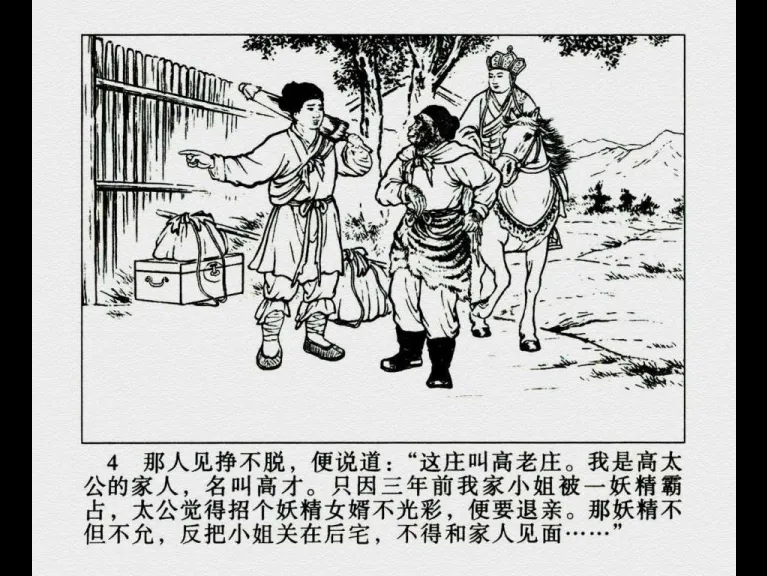 4 那人见挣不脱，便说道：“这庄叫高老庄。我是高太
公的家人，名叫高才。只因三年前我家小姐被一妖精霸
占，太公觉得招个妖精女婿不光彩，便要退亲。那妖精不
但不允，反把小姐关在后宅，不得和家人见面……”